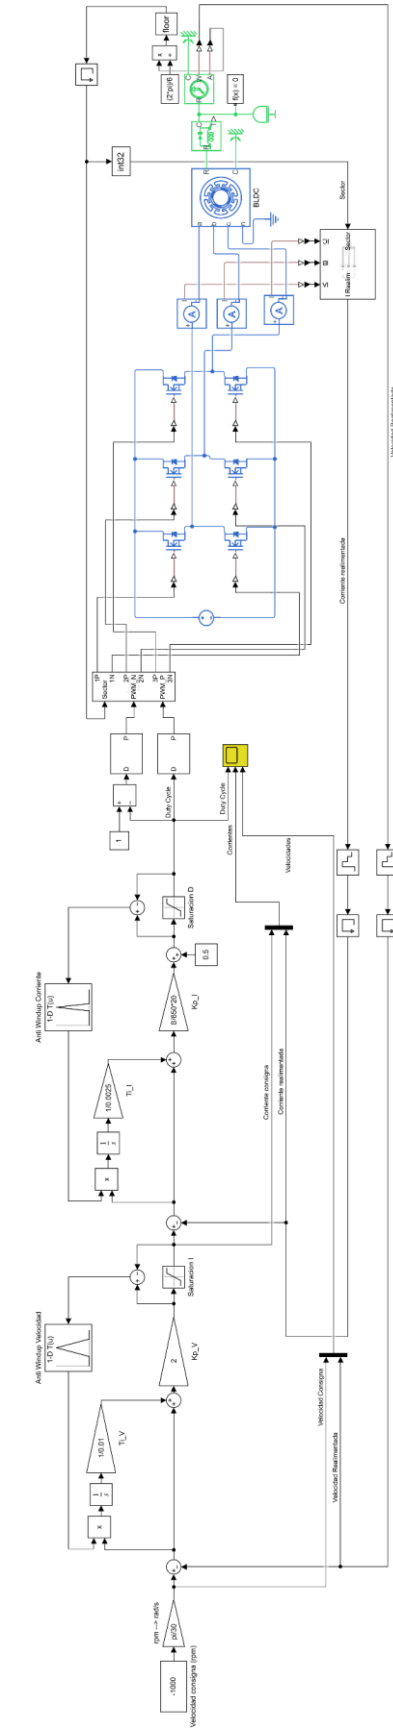 Velocidad consigna (rpm)
-1000
rpm --> rad/s
pi/30
+
-
x
1
s
Ti_V
1/0.01
+
+
Anti Windup Velocidad
1-D T(u)
Kp_V
2
Saturacion I
+
-
Velocidad Consigna
Velocidad Realimentada
+
-
x
1
s
Ti_I
1/0.0025
+
+
Anti Windup Corriente
1-D T(u)
Kp_I
0.5
+
+
Saturacion D
+
-
Corriente consigna
Corriente realimentada
Duty Cycle
1
+
-
D
P
D
P
Duty Cycle
Corrientes
Velocidades
Sector
PWM_N
PWM_P
1P
1N
2P
2N
3P
3N
Corriente realimentada
A
A
A
BLDC
R
C
int32
Sector
Sector
I Realim
(2*pi)/6
x
÷
floor
f(x) = 0
C
R
W
A